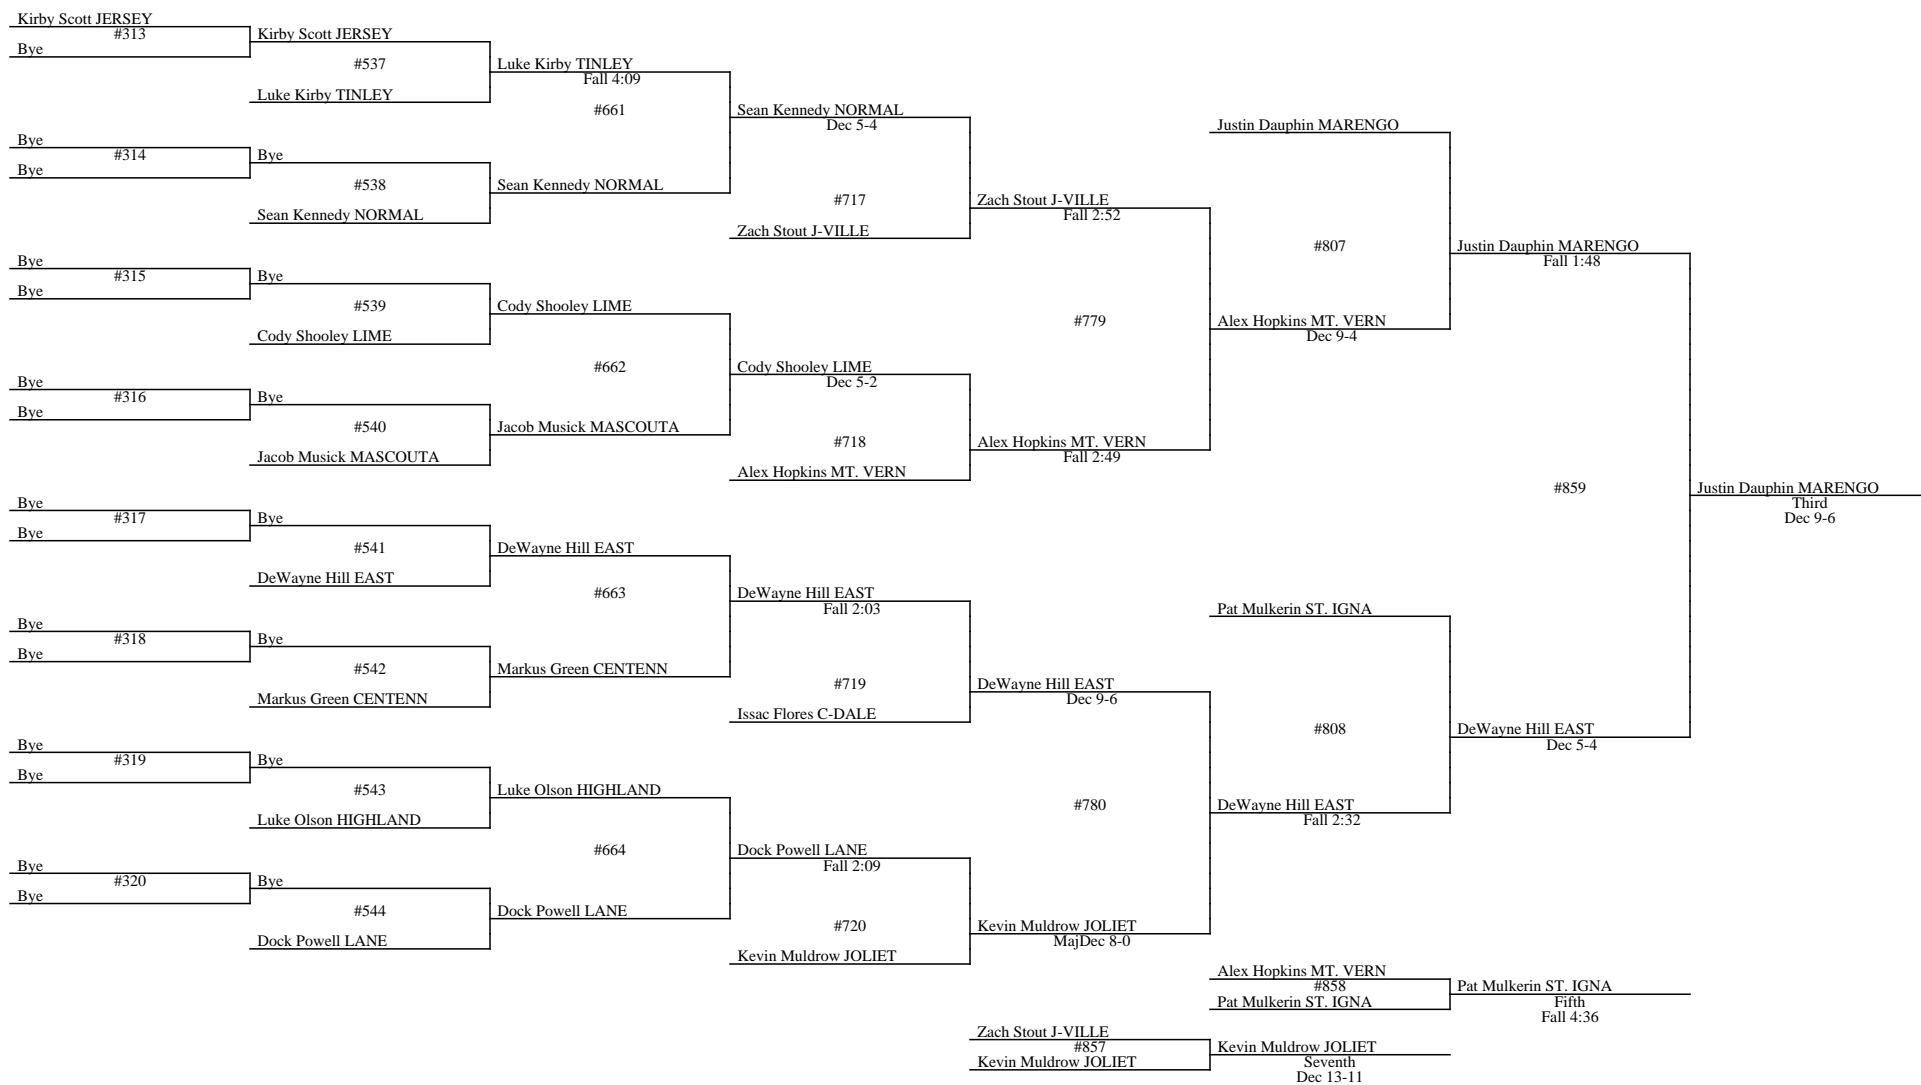 Kirby Scott JERSEY
#313
Bye
Kirby Scott JERSEY
#537
Luke Kirby TINLEY
Luke Kirby TINLEY
Fall 4:09
#661
Bye
#314
Bye
Bye
#538
Sean Kennedy NORMAL
Sean Kennedy NORMAL
Sean Kennedy NORMAL
Dec 5-4
#717
Zach Stout J-VILLE
Zach Stout J-VILLE
Fall 2:52
Bye
#315
Bye
Bye
#539
Cody Shooley LIME
Cody Shooley LIME
#662
Bye
#316
Bye
Bye
#540
Jacob Musick MASCOUTA
Jacob Musick MASCOUTA
Cody Shooley LIME
Dec 5-2
#718
Alex Hopkins MT. VERN
Alex Hopkins MT. VERN
Fall 2:49
#779
Justin Dauphin MARENGO
#807
Alex Hopkins MT. VERN
Dec 9-4
Justin Dauphin MARENGO
Fall 1:48
Bye
#317
Bye
Bye
#541
DeWayne Hill EAST
DeWayne Hill EAST
#663
Bye
#318
Bye
Bye
#542
Markus Green CENTENN
Markus Green CENTENN
DeWayne Hill EAST
Fall 2:03
#719
Issac Flores C-DALE
DeWayne Hill EAST
Dec 9-6
Bye
#319
Bye
Bye
#543
Luke Olson HIGHLAND
Luke Olson HIGHLAND
#664
Bye
#320
Bye
Bye
#544
Dock Powell LANE
Dock Powell LANE
Dock Powell LANE
Fall 2:09
#720
Kevin Muldrow JOLIET
Kevin Muldrow JOLIET
MajDec 8-0
#780
Pat Mulkerin ST. IGNA
#808
DeWayne Hill EAST
Fall 2:32
DeWayne Hill EAST
Dec 5-4
#859
Justin Dauphin MARENGO
Third
Dec 9-6
Alex Hopkins MT. VERN
#858
Pat Mulkerin ST. IGNA
Pat Mulkerin ST. IGNA
Fifth
Fall 4:36
Zach Stout J-VILLE
#857
Kevin Muldrow JOLIET
Kevin Muldrow JOLIET
Seventh
Dec 13-11